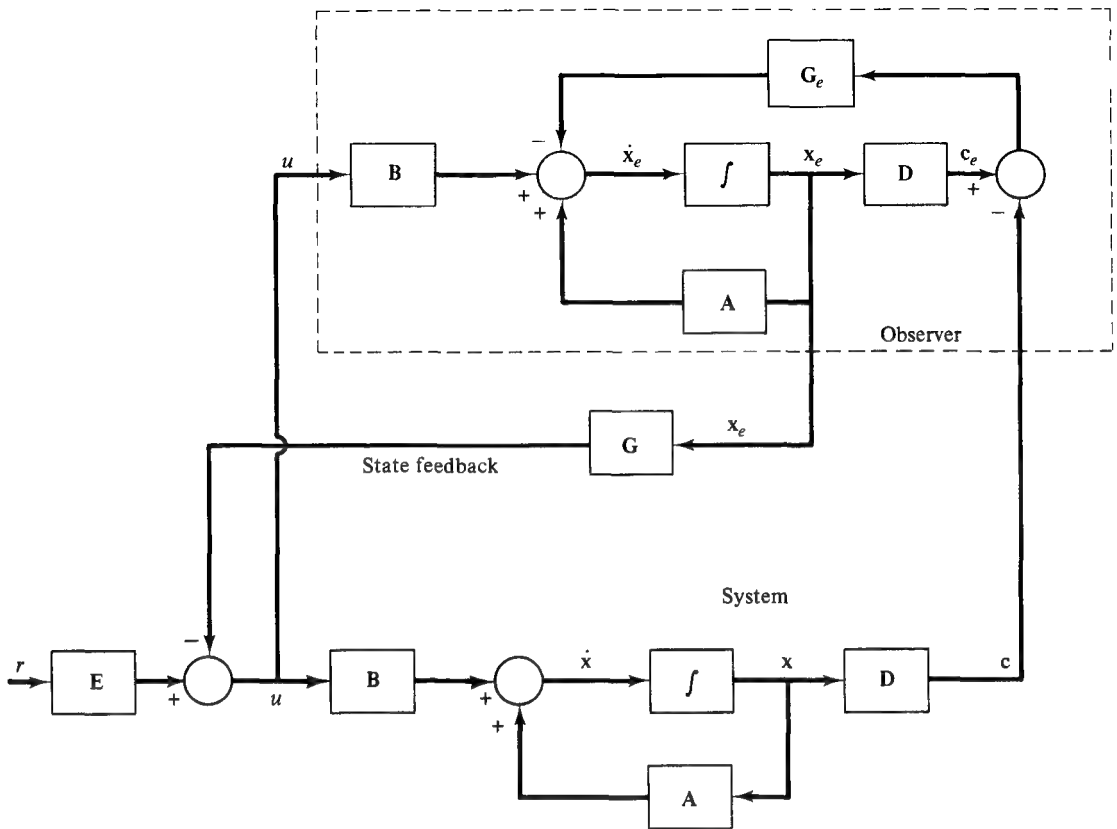 G_e
−
u
B
+
+
ẋ_e
∫
x_e
D
c_e
+
−
A
Observer
G
x_e
State feedback
System
r
E
−
+
u
B
+
+
ẋ
∫
x
D
c
A